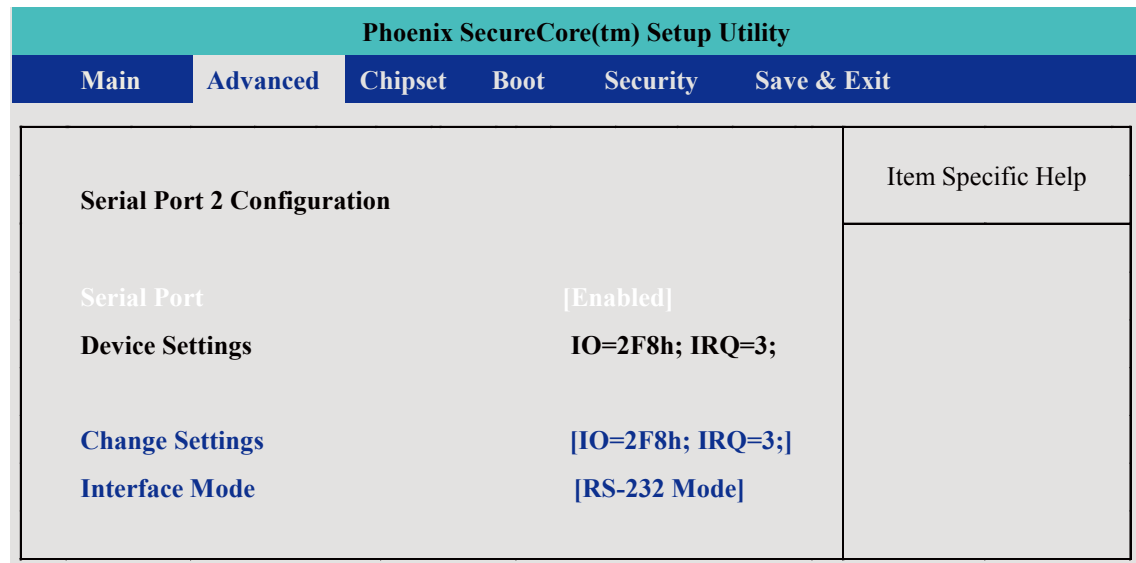 Phoenix SecureCore(tm) Setup Utility
Main Advanced Chipset Boot Security Save & Exit
Serial Port 2 Configuration
Item Specific Help
Serial Port [Enabled]
Device Settings IO=2F8h; IRQ=3;
Change Settings [IO=2F8h; IRQ=3;]
Interface Mode [RS-232 Mode]